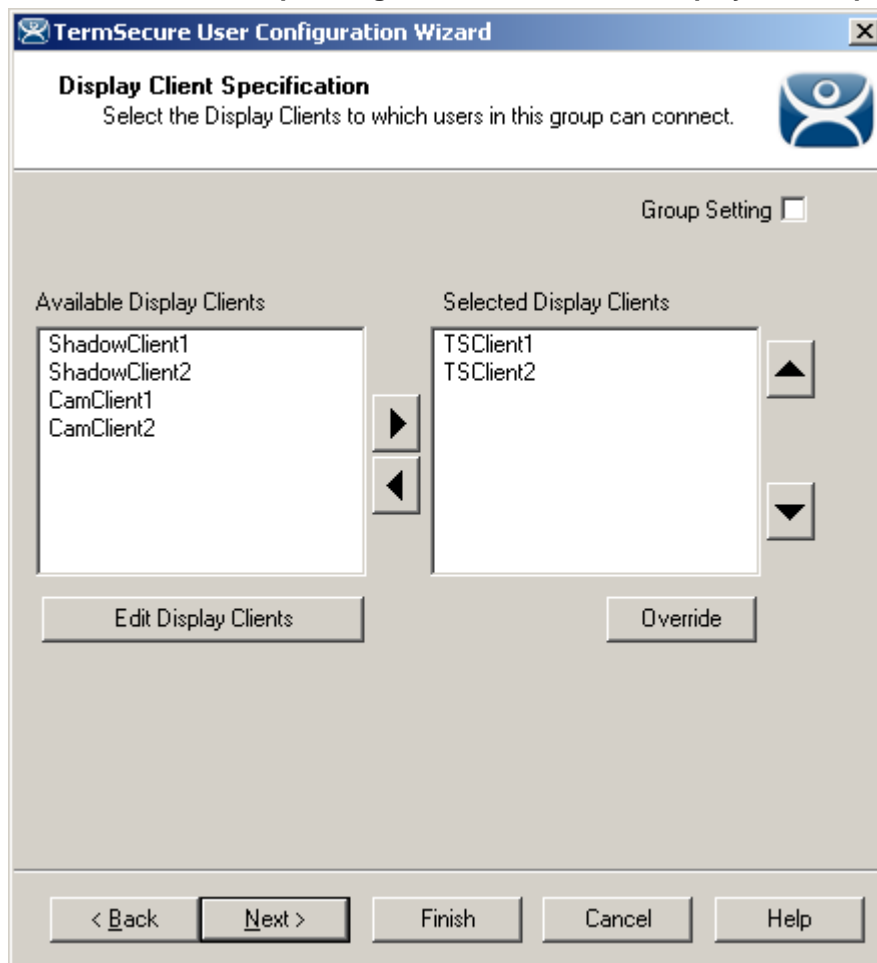 TermSecure User Configuration Wizard
Display Client Specification
Select the Display Clients to which users in this group can connect.
Group Setting
Available Display Clients
Selected Display Clients
ShadowClient1
ShadowClient2
CamClient1
CamClient2
TSClient1
TSClient2
Edit Display Clients
Override
< Back
Next >
Finish
Cancel
Help